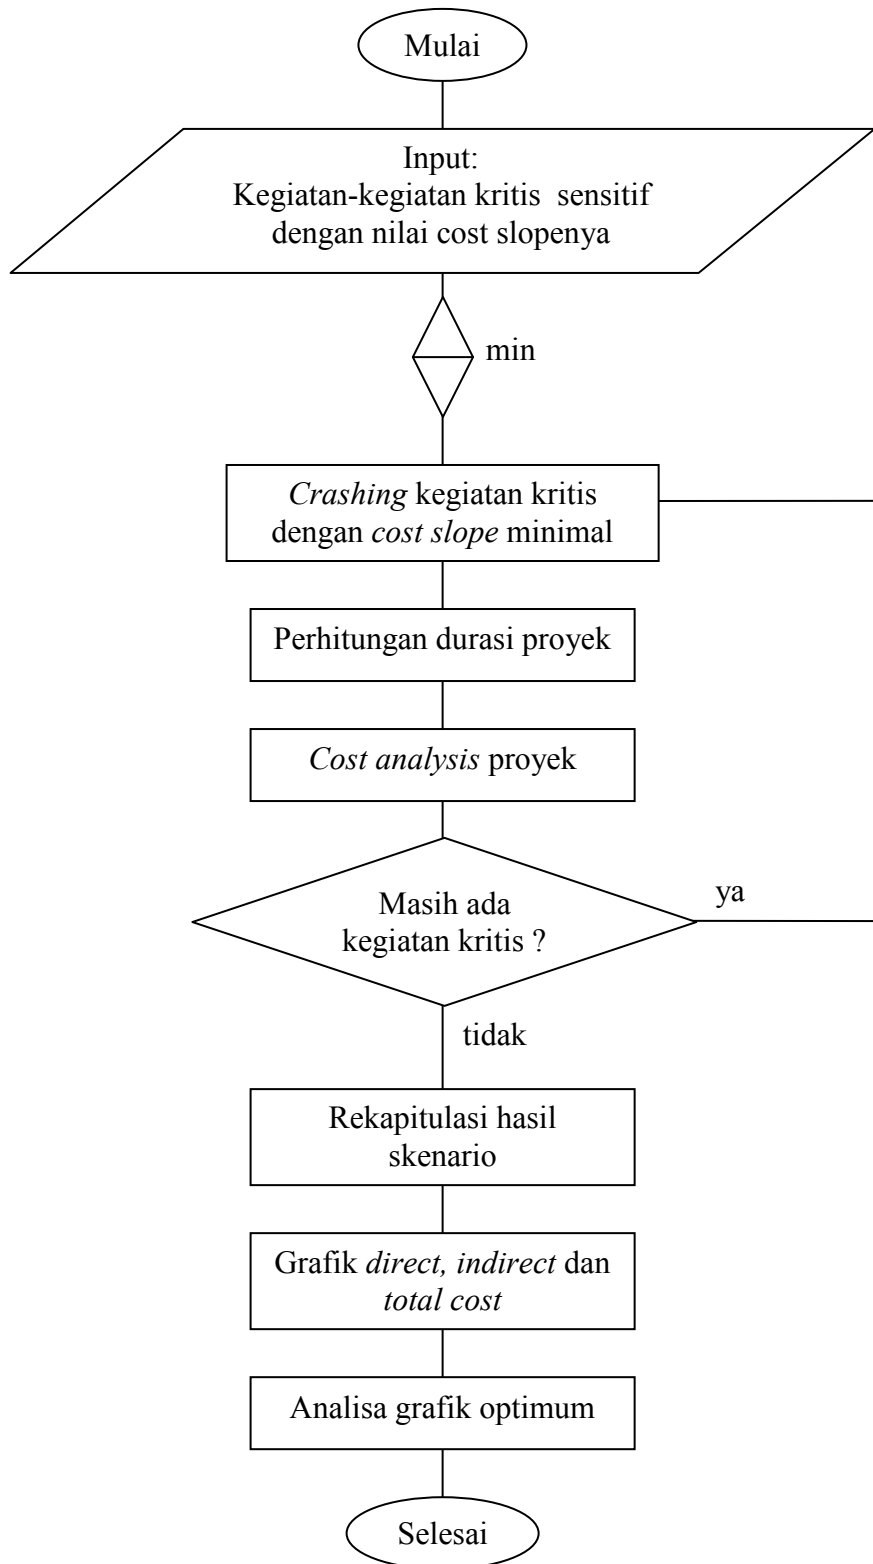 Mulai
Input:
Kegiatan-kegiatan kritis sensitif
dengan nilai cost slopenya
min
Crashing kegiatan kritis
dengan cost slope minimal
Perhitungan durasi proyek
Cost analysis proyek
Masih ada
kegiatan kritis ?
ya
tidak
Rekapitulasi hasil
skenario
Grafik direct, indirect dan
total cost
Analisa grafik optimum
Selesai